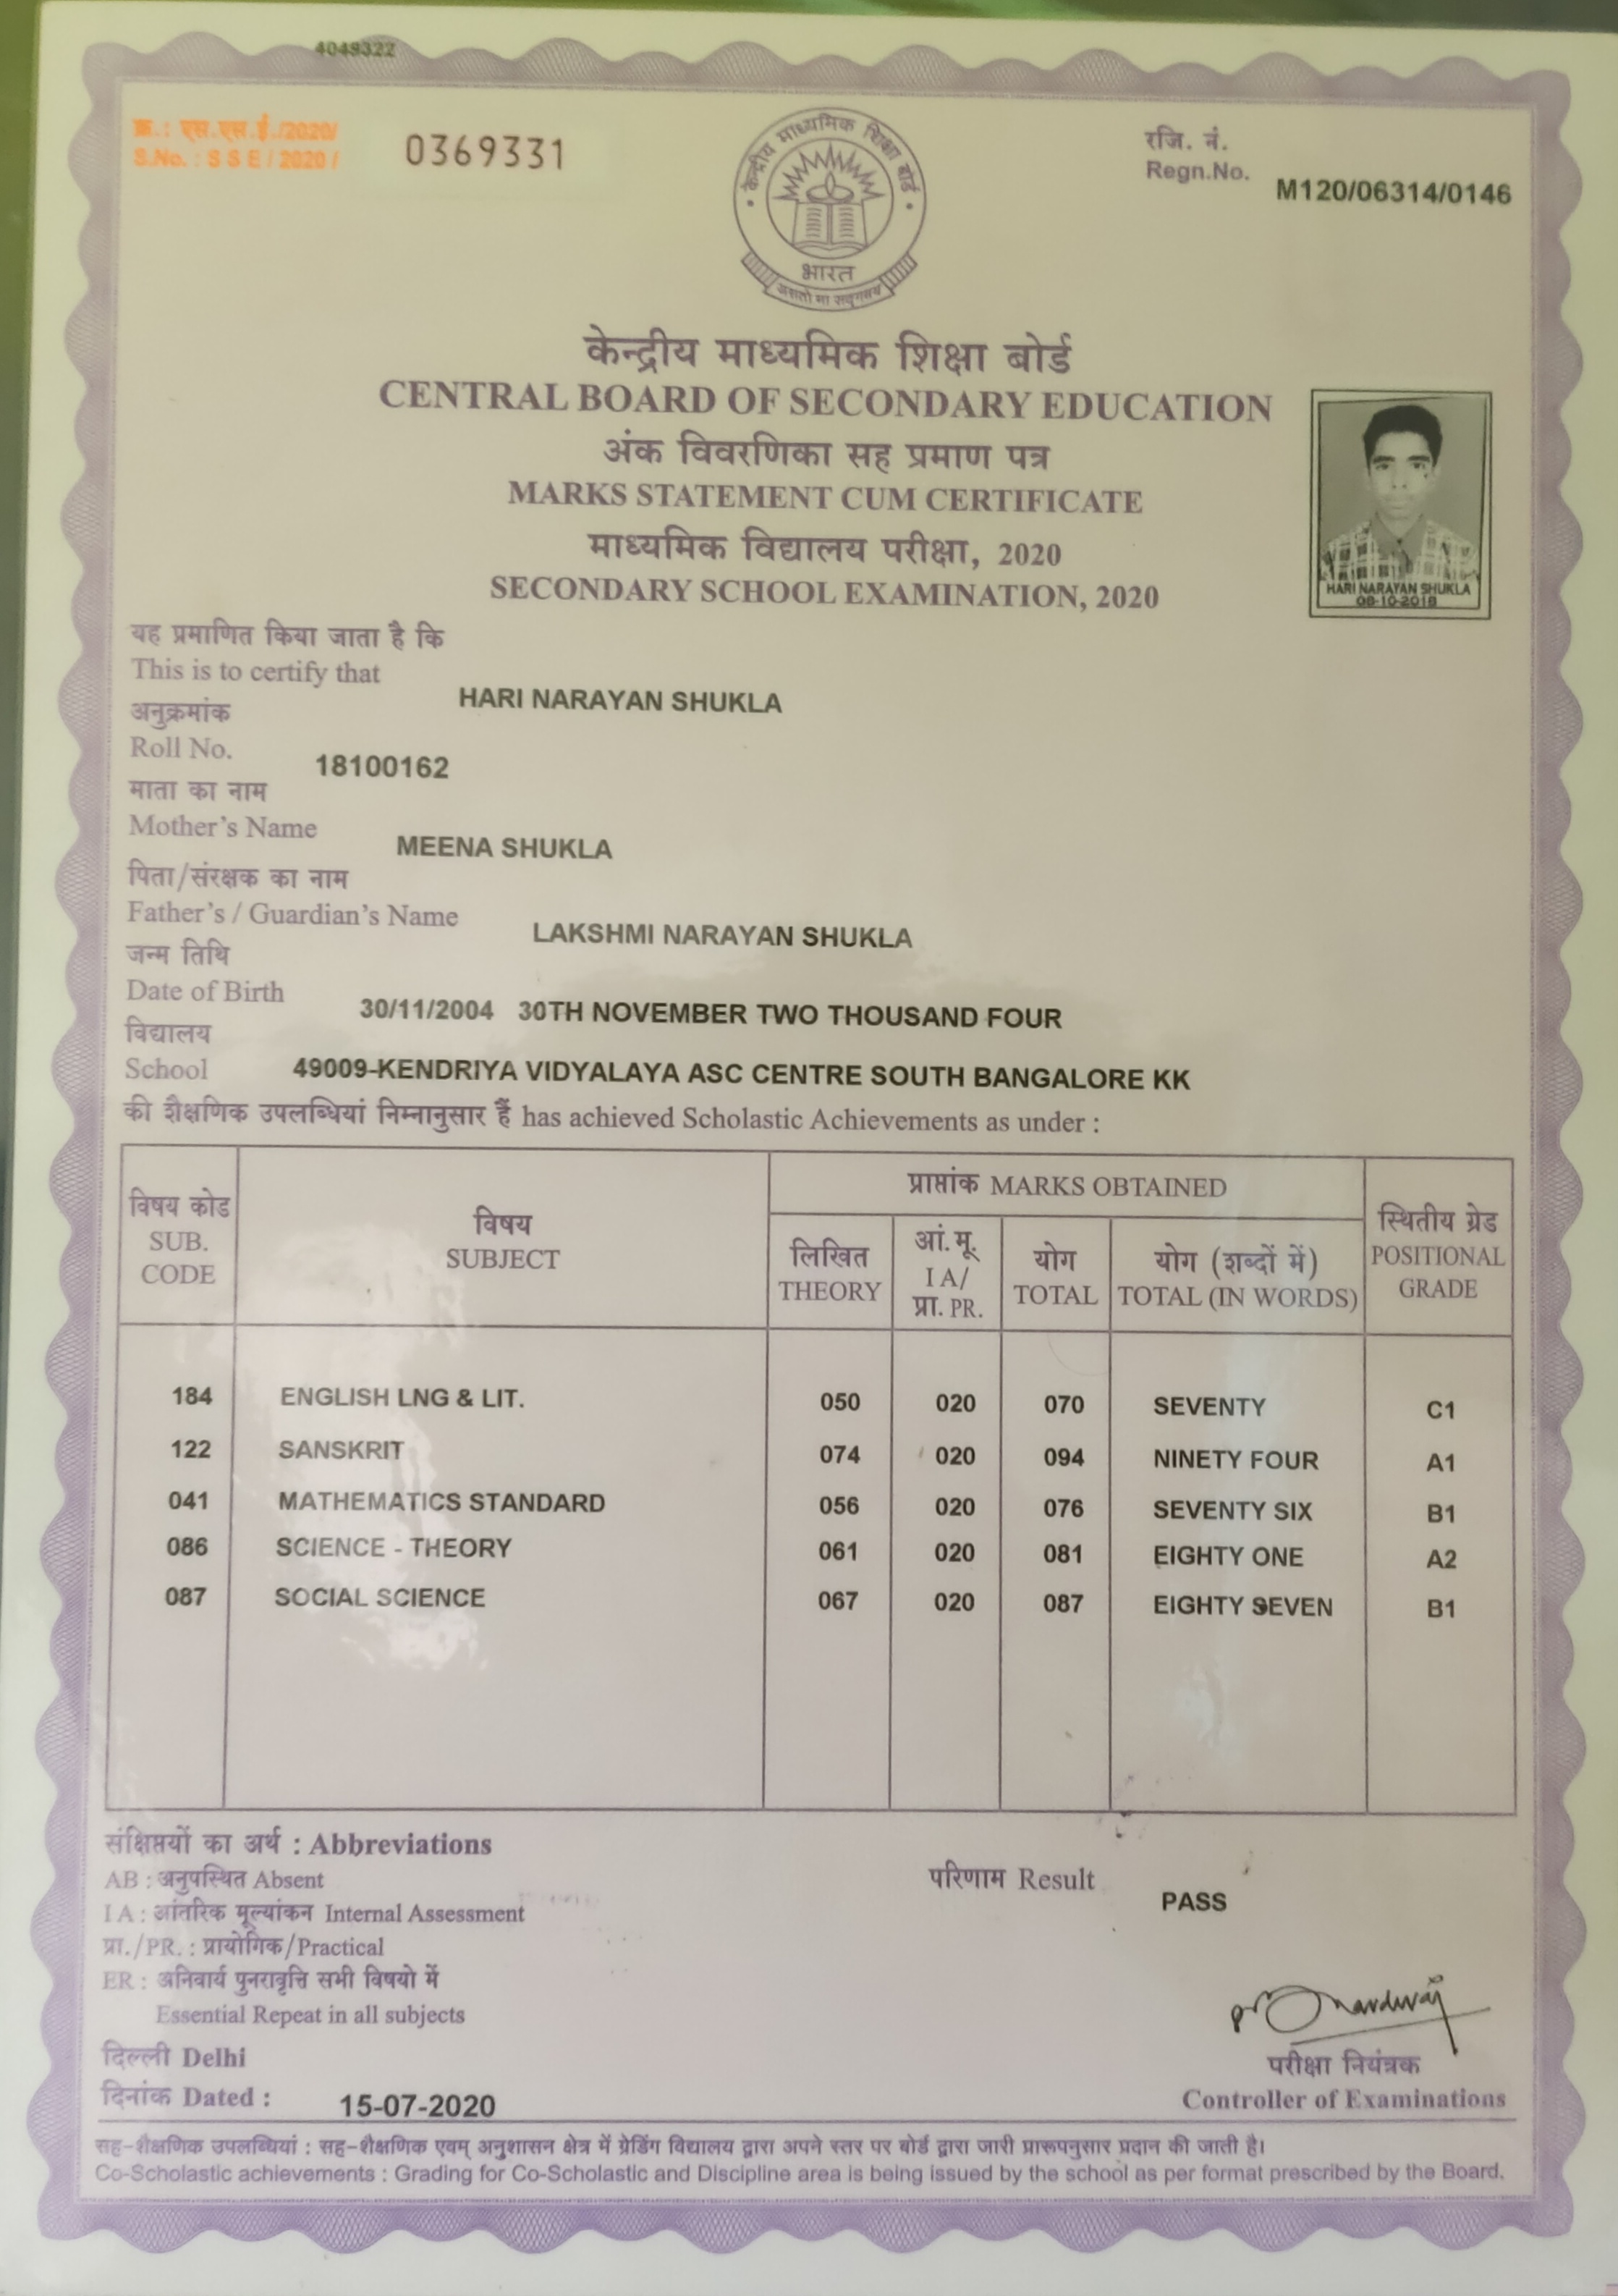 4049322
क्र.: एस.एस.ई./2020/
S.No. : S S E / 2020 /
0369331
रजि. नं.
Regn.No.
M120/06314/0146
केन्द्रीय माध्यमिक शिक्षा बोर्ड
भारत
असतो मा सद्गमय
केन्द्रीय माध्यमिक शिक्षा बोर्ड
CENTRAL BOARD OF SECONDARY EDUCATION
अंक विवरणिका सह प्रमाण पत्र
MARKS STATEMENT CUM CERTIFICATE
माध्यमिक विद्यालय परीक्षा, 2020
SECONDARY SCHOOL EXAMINATION, 2020
HARI NARAYAN SHUKLA
08-10-2018
यह प्रमाणित किया जाता है कि
This is to certify that
HARI NARAYAN SHUKLA
अनुक्रमांक
Roll No.
18100162
माता का नाम
Mother's Name
MEENA SHUKLA
पिता/संरक्षक का नाम
Father's / Guardian's Name
LAKSHMI NARAYAN SHUKLA
जन्म तिथि
Date of Birth
30/11/2004 30TH NOVEMBER TWO THOUSAND FOUR
विद्यालय
School 49009-KENDRIYA VIDYALAYA ASC CENTRE SOUTH BANGALORE KK
की शैक्षणिक उपलब्धियां निम्नानुसार हैं has achieved Scholastic Achievements as under :
विषय कोड
SUB.
CODE
विषय
SUBJECT
प्राप्तांक MARKS OBTAINED
लिखित
THEORY
आं.मू.
I A/
प्रा. PR.
योग
TOTAL
योग (शब्दों में)
TOTAL (IN WORDS)
स्थितीय ग्रेड
POSITIONAL
GRADE
184 ENGLISH LNG & LIT. 050 020 070 SEVENTY C1
122 SANSKRIT 074 020 094 NINETY FOUR A1
041 MATHEMATICS STANDARD 056 020 076 SEVENTY SIX B1
086 SCIENCE - THEORY 061 020 081 EIGHTY ONE A2
087 SOCIAL SCIENCE 067 020 087 EIGHTY SEVEN B1
संक्षिप्तयों का अर्थ : Abbreviations
AB : अनुपस्थित Absent
I A : आंतरिक मूल्यांकन Internal Assessment
प्रा./PR. : प्रायोगिक/Practical
ER : अनिवार्य पुनरावृत्ति सभी विषयो में
Essential Repeat in all subjects
परिणाम Result
PASS
दिल्ली Delhi
दिनांक Dated : 15-07-2020
परीक्षा नियंत्रक
Controller of Examinations
सह-शैक्षणिक उपलब्धियां : सह-शैक्षणिक एवम् अनुशासन क्षेत्र में ग्रेडिंग विद्यालय द्वारा अपने स्तर पर बोर्ड द्वारा जारी प्रारूपनुसार प्रदान की जाती है।
Co-Scholastic achievements : Grading for Co-Scholastic and Discipline area is being issued by the school as per format prescribed by the Board.